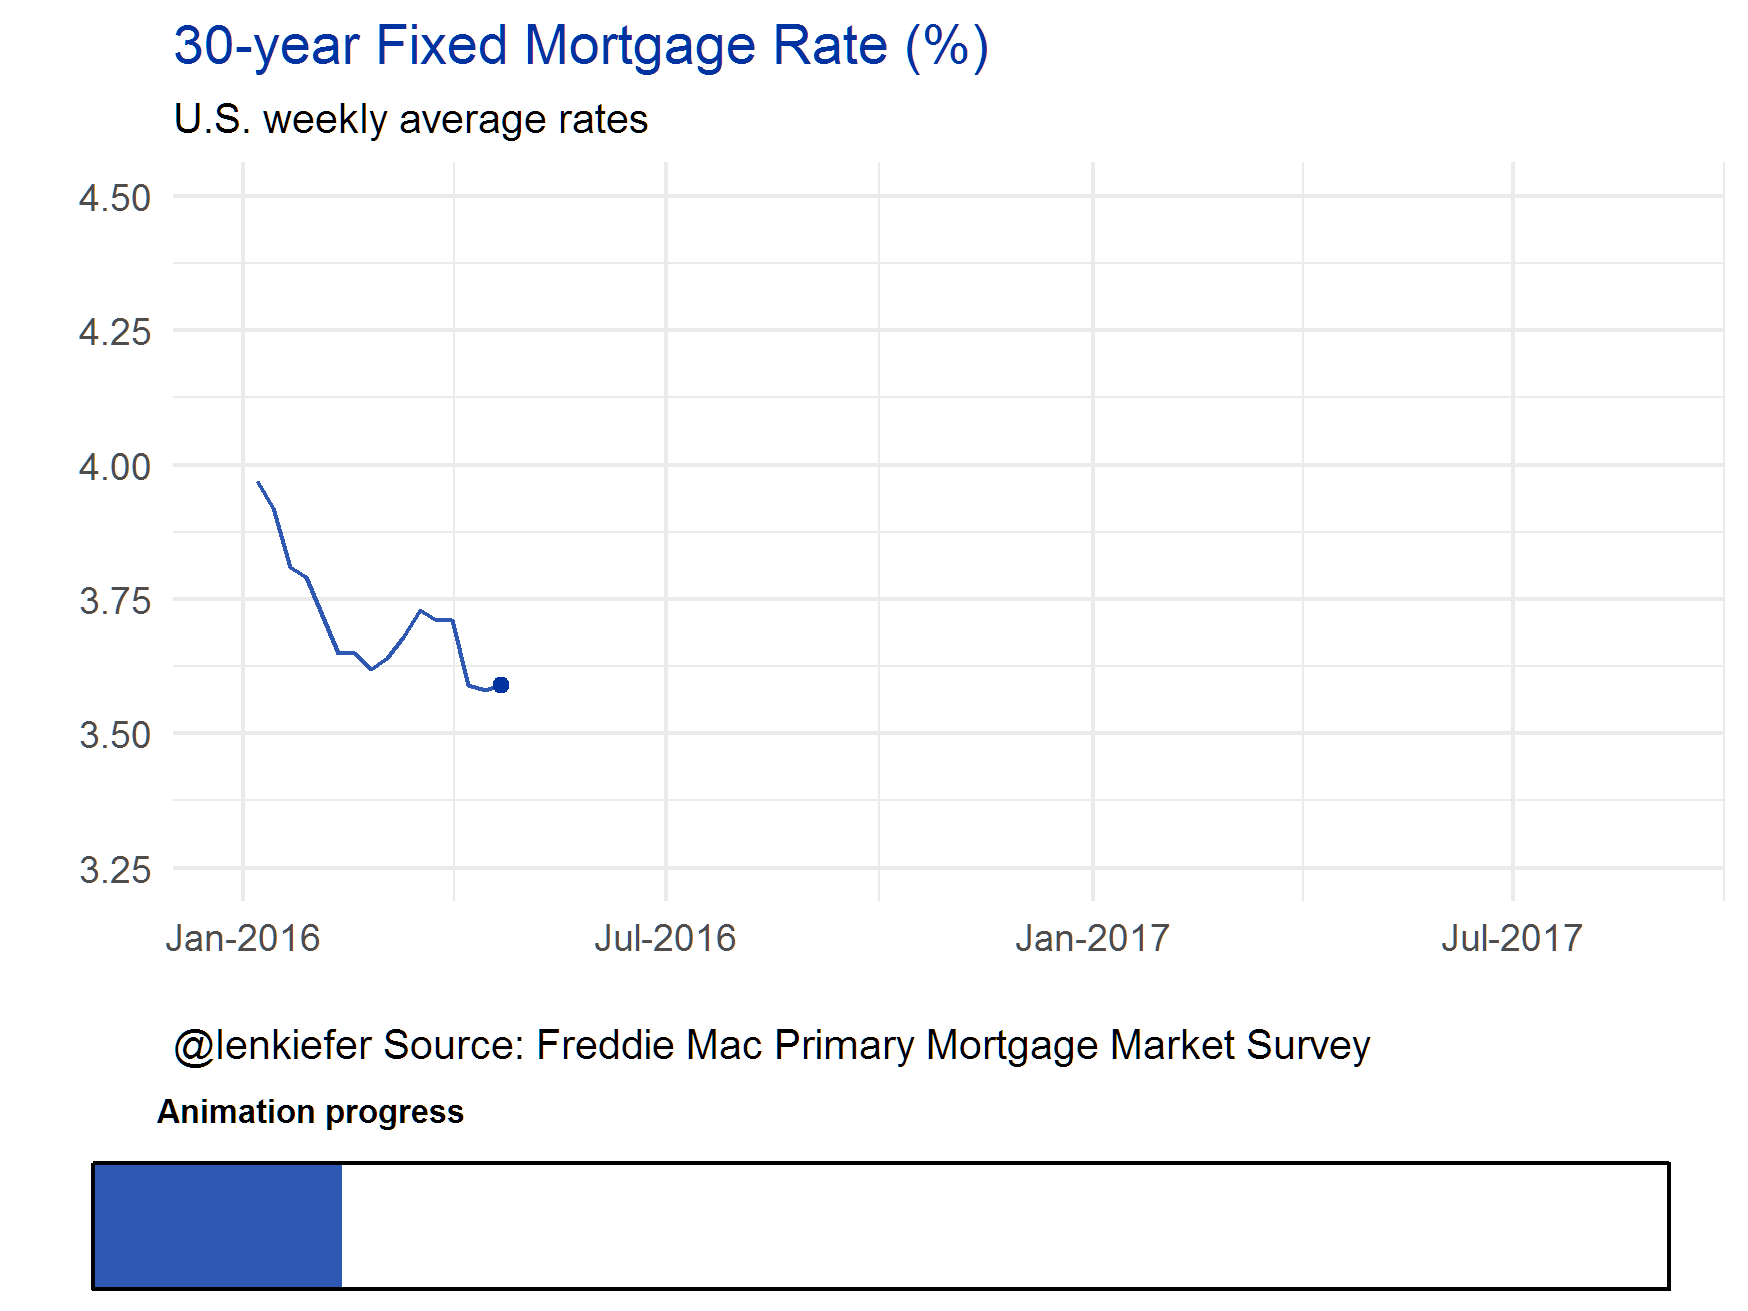 30-year Fixed Mortgage Rate (%)
U.S. weekly average rates
4.50
4.25
4.00
3.75
3.50
3.25
Jan-2016 Jul-2016 Jan-2017 Jul-2017
@lenkiefer Source: Freddie Mac Primary Mortgage Market Survey
Animation progress